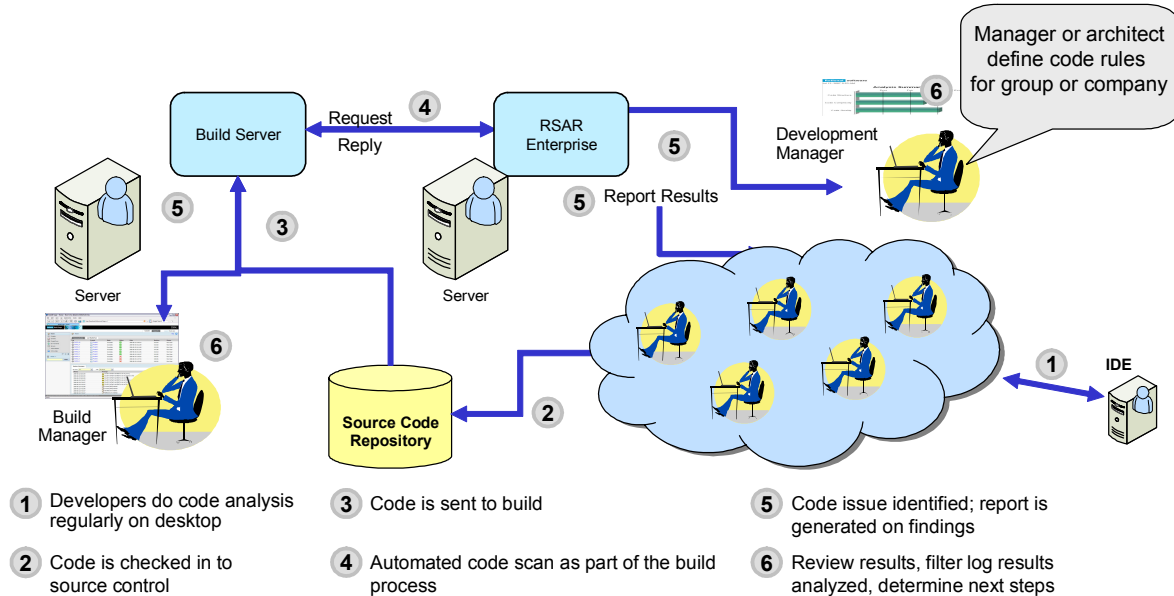 Manager or architect
define code rules
for group or company
6
4
Build Server
Request
Reply
RSAR
Enterprise
5
Development
Manager
5
Report Results
5
3
Server
Server
6
Build
Manager
Source Code
Repository
2
1
IDE
1 Developers do code analysis
regularly on desktop
2 Code is checked in to
source control
3 Code is sent to build
4 Automated code scan as part of the build
process
5 Code issue identified; report is
generated on findings
6 Review results, filter log results
analyzed, determine next steps